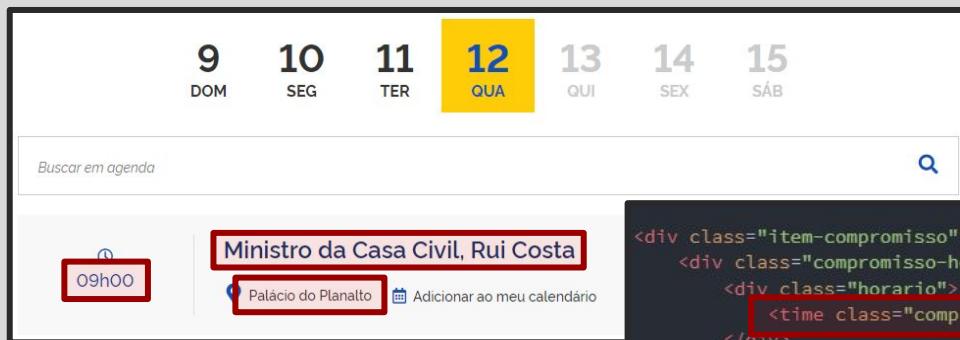 9 10 11 12 13 14 15
DOM SEG TER QUA QUI SEX SÁB
Buscar em agenda
09h00
Ministro da Casa Civil, Rui Costa
Palácio do Planalto Adicionar ao meu calendário
<div class="item-compromisso"
<div class="compromisso-h
<div class="horario">
<time class="comp
</div>